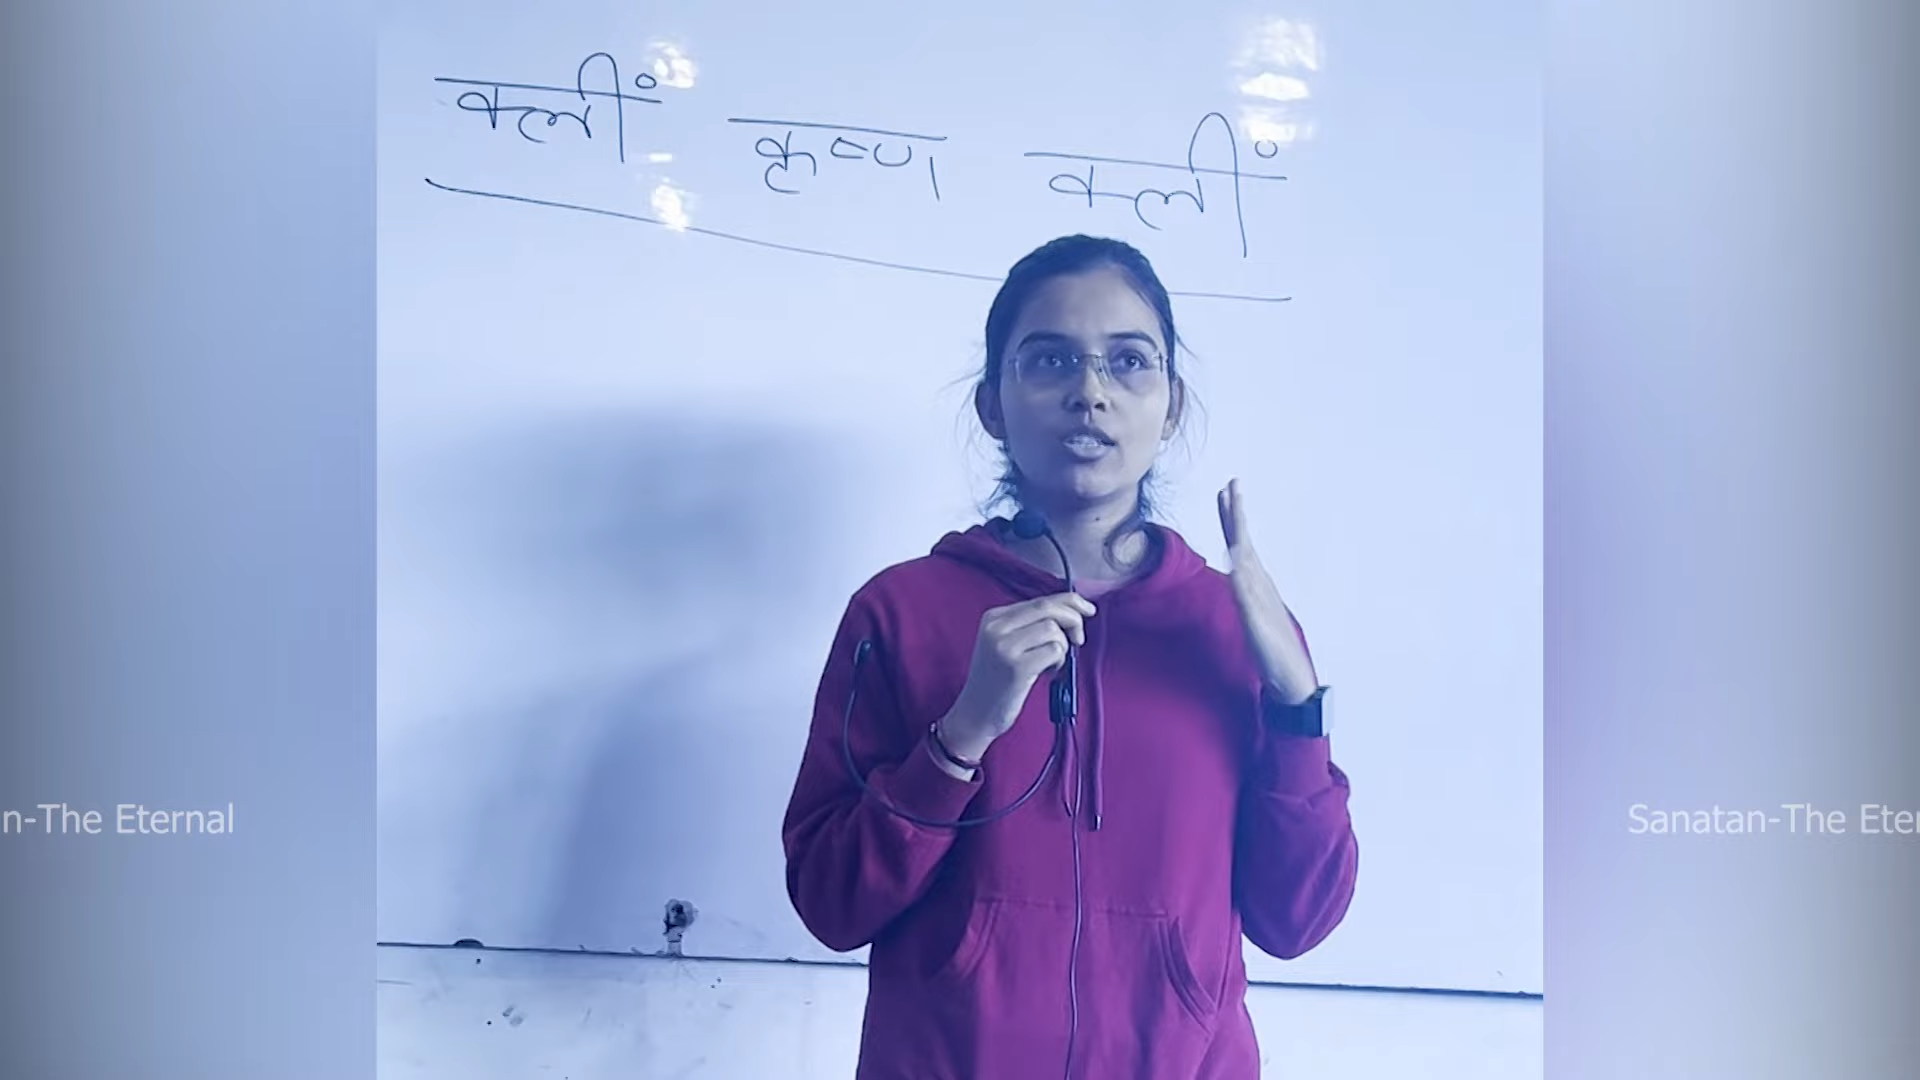 क्लीं कृष्ण क्लीं
n-The Eternal
Sanatan-The Eter